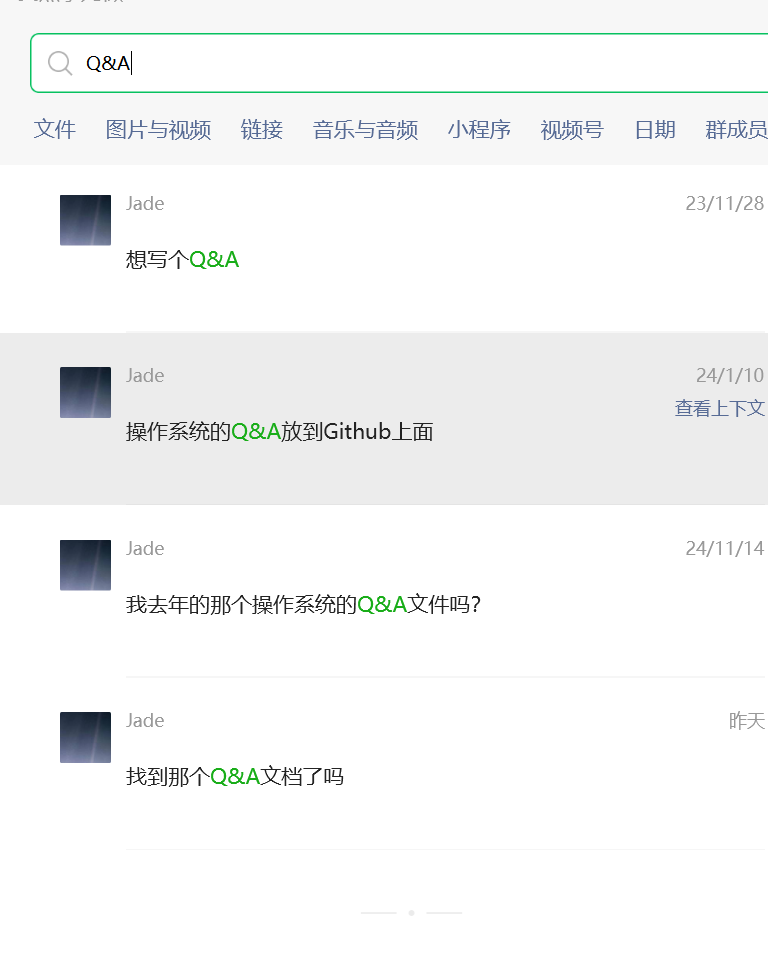 Q&A
文件 图片与视频 链接 音乐与音频 小程序 视频号 日期 群成员
Jade 23/11/28
想写个Q&A
Jade 24/1/10
查看上下文
操作系统的Q&A放到Github上面
Jade 24/11/14
我去年的那个操作系统的Q&A文件吗?
Jade 昨天
找到那个Q&A文档了吗